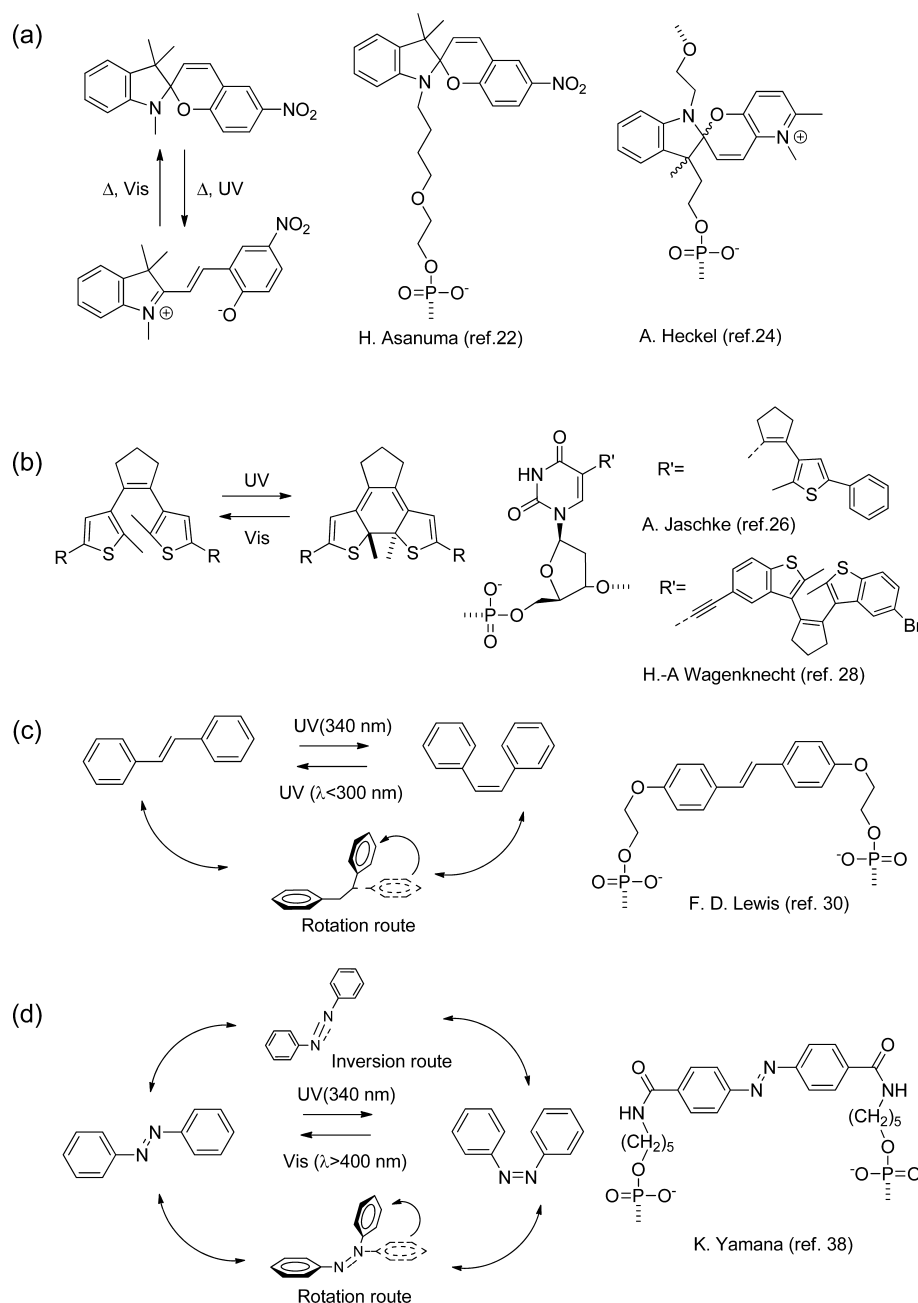 (a)
N
O
NO2
Δ, Vis
Δ, UV
NO2
N
⊕
-O
N
O
NO2
O
O
O=P-O-
H. Asanuma (ref.22)
O
N
O
N
⊕
O
O=P-O-
A. Heckel (ref.24)
(b)
R
S
S
R
UV
Vis
R
S
S
R
O
R'
HN
O
N
O
O
O-
P
O
O
R'=
S
A. Jaschke (ref.26)
R'=
S
S
Br
H.-A Wagenknecht (ref. 28)
(c)
UV(340 nm)
UV (λ<300 nm)
Rotation route
O
O
O
O
O=P-O-
-O-P=O
F. D. Lewis (ref. 30)
(d)
N
N
Inversion route
UV(340 nm)
Vis (λ>400 nm)
N
N
N=N
N
N
Rotation route
O
HN
(CH2)5
O
O=P-O-
N
N
O
NH
(CH2)5
O
-O-P=O
K. Yamana (ref. 38)